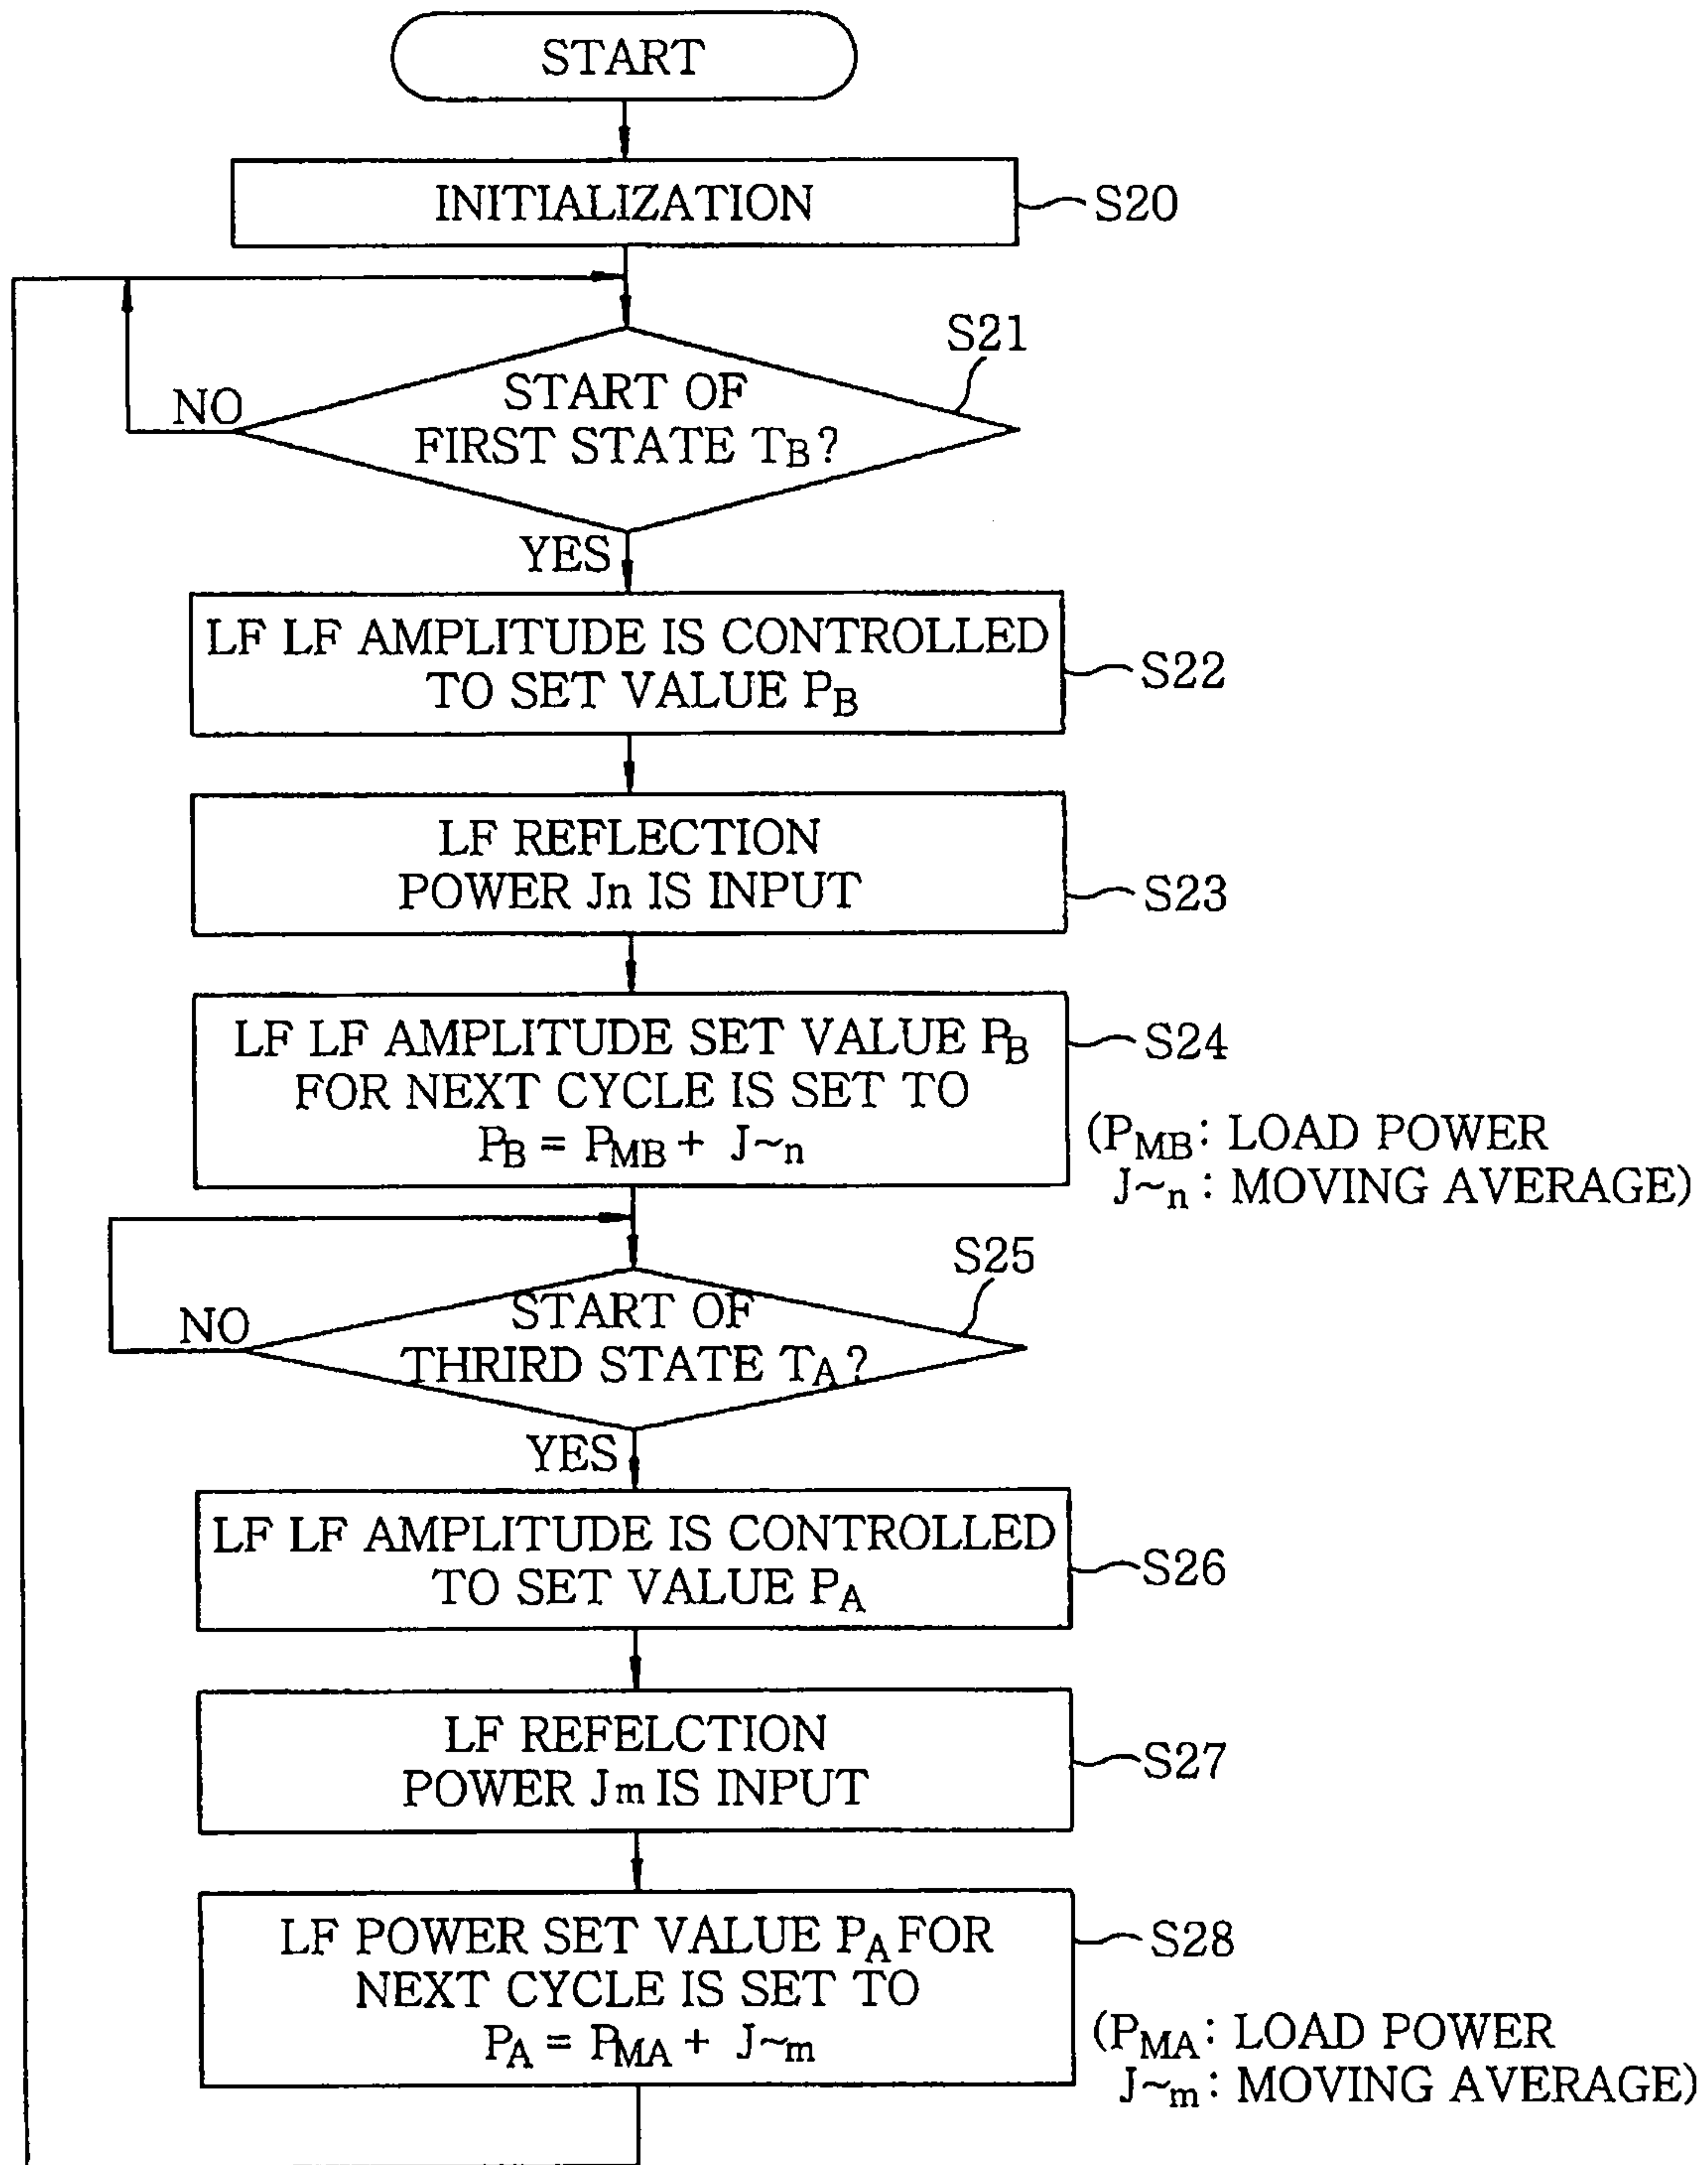 START
INITIALIZATION
S20
S21
START OF
FIRST STATE TB?
NO
YES
LF LF AMPLITUDE IS CONTROLLED
TO SET VALUE PB
S22
LF REFLECTION
POWER Jn IS INPUT
S23
LF LF AMPLITUDE SET VALUE PB
FOR NEXT CYCLE IS SET TO
PB = PMB + J~n
S24
(PMB: LOAD POWER
J~n: MOVING AVERAGE)
S25
START OF
THRIRD STATE TA?
NO
YES
LF LF AMPLITUDE IS CONTROLLED
TO SET VALUE PA
S26
LF REFELCTION
POWER Jm IS INPUT
S27
LF POWER SET VALUE PA FOR
NEXT CYCLE IS SET TO
PA = PMA + J~m
S28
(PMA: LOAD POWER
J~m: MOVING AVERAGE)